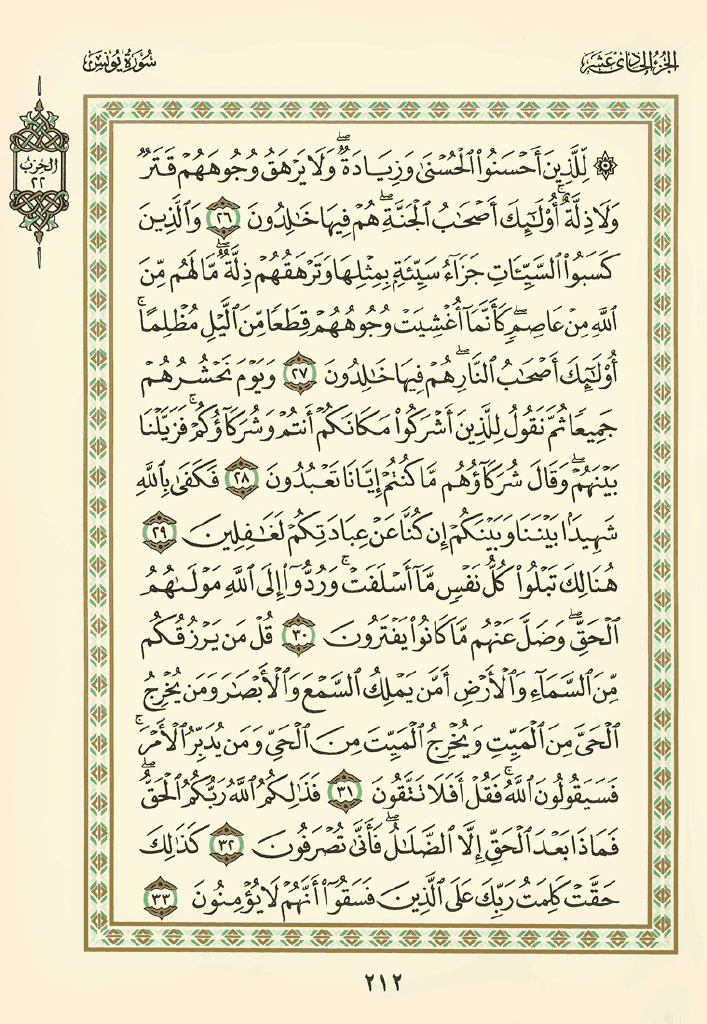 الجزء الحادي عشر
سورة يونس
الحزب
٢٢
۞ لِّلَّذِينَ أَحْسَنُوا۟ ٱلْحُسْنَىٰ وَزِيَادَةٌ ۖ وَلَا يَرْهَقُ وُجُوهَهُمْ قَتَرٌ
وَلَا ذِلَّةٌ ۚ أُو۟لَـٰٓئِكَ أَصْحَـٰبُ ٱلْجَنَّةِ ۖ هُمْ فِيهَا خَـٰلِدُونَ ٢٦ وَٱلَّذِينَ
كَسَبُوا۟ ٱلسَّيِّـَٔاتِ جَزَآءُ سَيِّئَةٍۭ بِمِثْلِهَا وَتَرْهَقُهُمْ ذِلَّةٌ ۖ مَّا لَهُم مِّنَ
ٱللَّهِ مِنْ عَاصِمٍ ۖ كَأَنَّمَآ أُغْشِيَتْ وُجُوهُهُمْ قِطَعًا مِّنَ ٱلَّيْلِ مُظْلِمًا ۚ
أُو۟لَـٰٓئِكَ أَصْحَـٰبُ ٱلنَّارِ ۖ هُمْ فِيهَا خَـٰلِدُونَ ٢٧ وَيَوْمَ نَحْشُرُهُمْ
جَمِيعًا ثُمَّ نَقُولُ لِلَّذِينَ أَشْرَكُوا۟ مَكَانَكُمْ أَنتُمْ وَشُرَكَآؤُكُمْ ۚ فَزَيَّلْنَا
بَيْنَهُمْ ۖ وَقَالَ شُرَكَآؤُهُم مَّا كُنتُمْ إِيَّانَا تَعْبُدُونَ ٢٨ فَكَفَىٰ بِٱللَّهِ
شَهِيدًۢا بَيْنَنَا وَبَيْنَكُمْ إِن كُنَّا عَنْ عِبَادَتِكُمْ لَغَـٰفِلِينَ ٢٩
هُنَالِكَ تَبْلُوا۟ كُلُّ نَفْسٍ مَّآ أَسْلَفَتْ ۚ وَرُدُّوٓا۟ إِلَى ٱللَّهِ مَوْلَىٰهُمُ
ٱلْحَقِّ ۖ وَضَلَّ عَنْهُم مَّا كَانُوا۟ يَفْتَرُونَ ٣٠ قُلْ مَن يَرْزُقُكُم
مِّنَ ٱلسَّمَآءِ وَٱلْأَرْضِ أَمَّن يَمْلِكُ ٱلسَّمْعَ وَٱلْأَبْصَـٰرَ وَمَن يُخْرِجُ
ٱلْحَىَّ مِنَ ٱلْمَيِّتِ وَيُخْرِجُ ٱلْمَيِّتَ مِنَ ٱلْحَىِّ وَمَن يُدَبِّرُ ٱلْأَمْرَ ۚ
فَسَيَقُولُونَ ٱللَّهُ ۚ فَقُلْ أَفَلَا تَتَّقُونَ ٣١ فَذَٰلِكُمُ ٱللَّهُ رَبُّكُمُ ٱلْحَقُّ ۖ
فَمَاذَا بَعْدَ ٱلْحَقِّ إِلَّا ٱلضَّلَـٰلُ ۖ فَأَنَّىٰ تُصْرَفُونَ ٣٢ كَذَٰلِكَ
حَقَّتْ كَلِمَتُ رَبِّكَ عَلَى ٱلَّذِينَ فَسَقُوٓا۟ أَنَّهُمْ لَا يُؤْمِنُونَ ٣٣
٢١٢